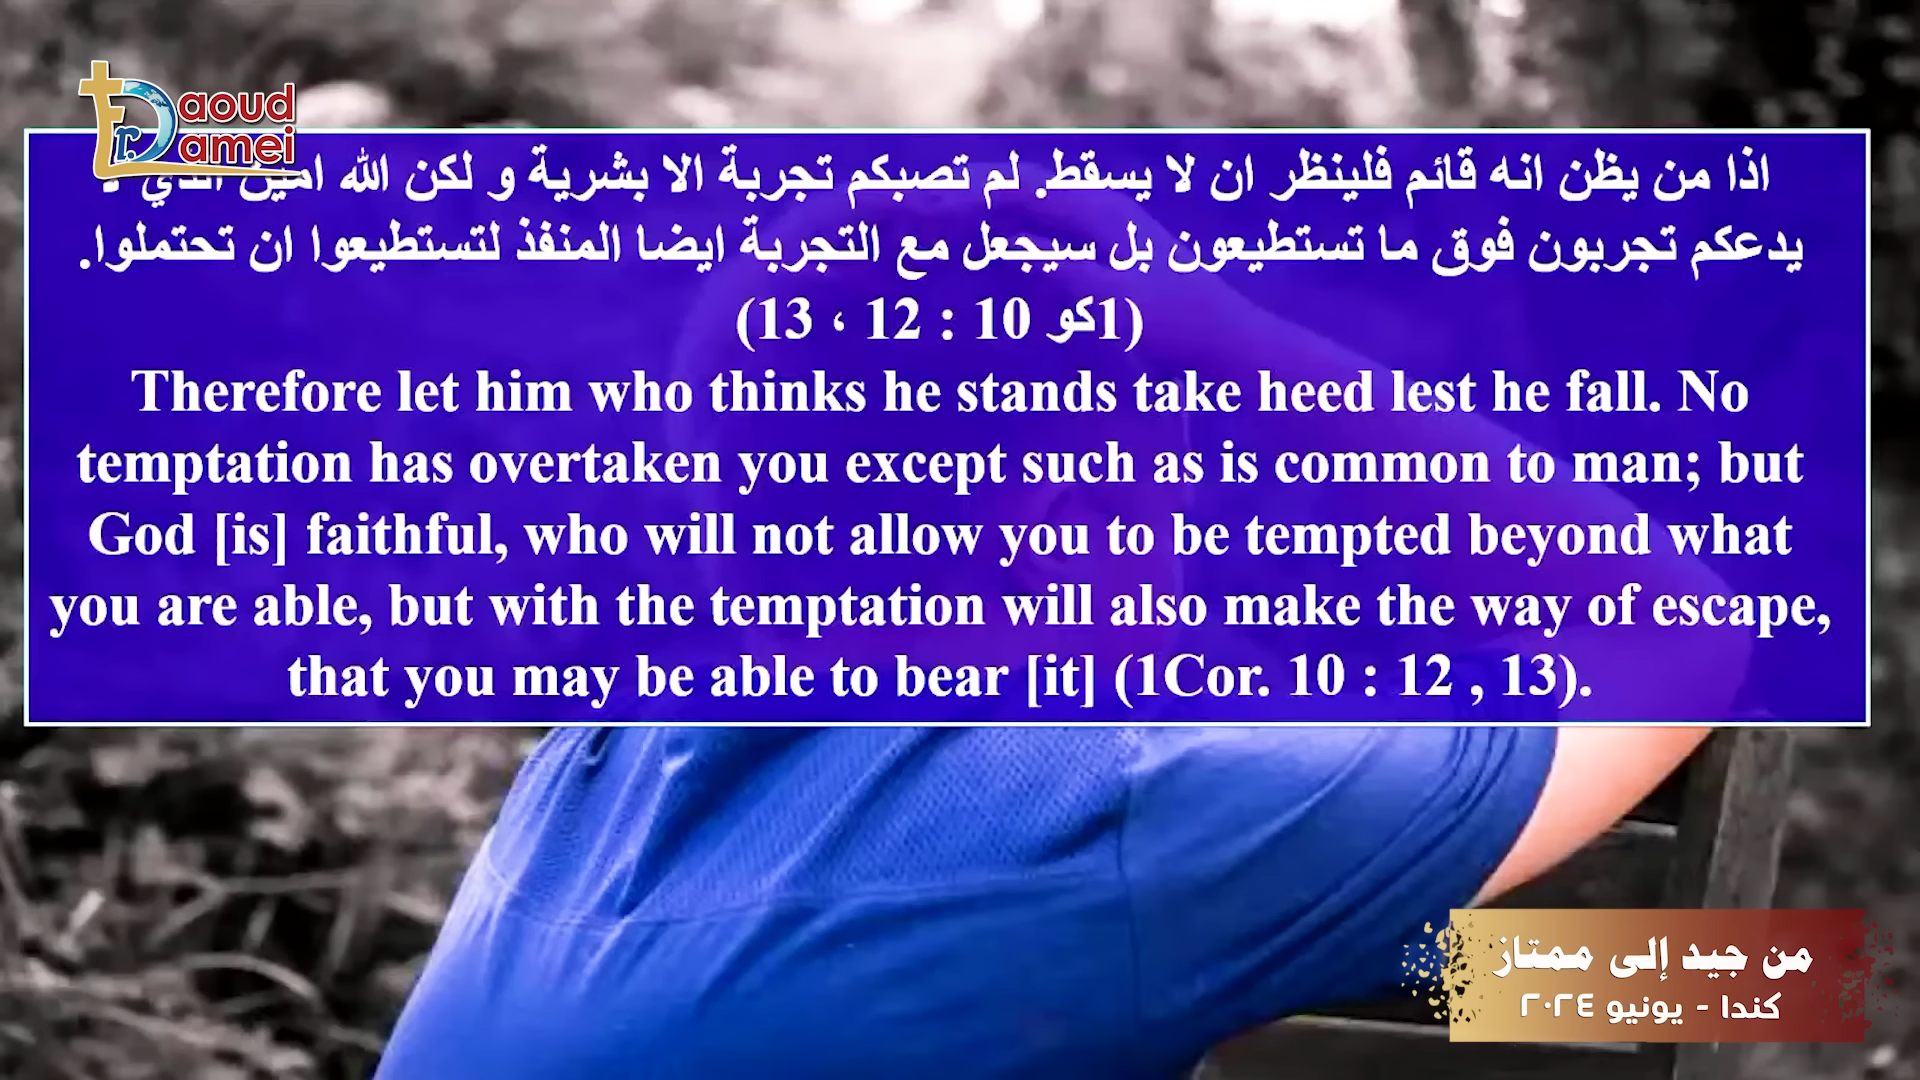 Fr. Daoud Lamei
اذا من يظن انه قائم فلينظر ان لا يسقط. لم تصبكم تجربة الا بشرية و لكن الله امين الذي لا
يدعكم تجربون فوق ما تستطيعون بل سيجعل مع التجربة ايضا المنفذ لتستطيعوا ان تحتملوا.
(1كو 10 : 12 ، 13)
Therefore let him who thinks he stands take heed lest he fall. No
temptation has overtaken you except such as is common to man; but
God [is] faithful, who will not allow you to be tempted beyond what
you are able, but with the temptation will also make the way of escape,
that you may be able to bear [it] (1Cor. 10 : 12 , 13).
من جيد إلى ممتاز
كندا - يونيو ٢٠٢٤